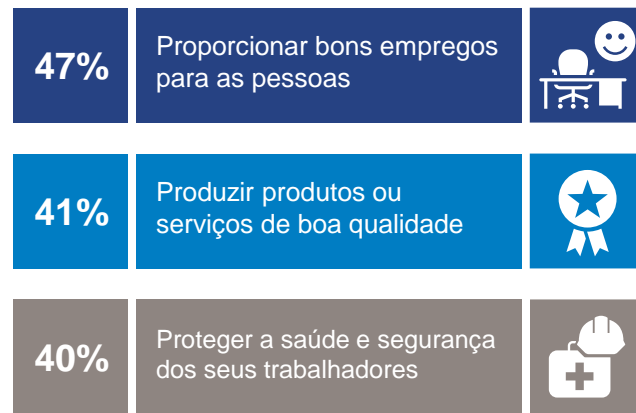 47%
Proporcionar bons empregos
para as pessoas
41%
Produzir produtos ou
serviços de boa qualidade
40%
Proteger a saúde e segurança
dos seus trabalhadores